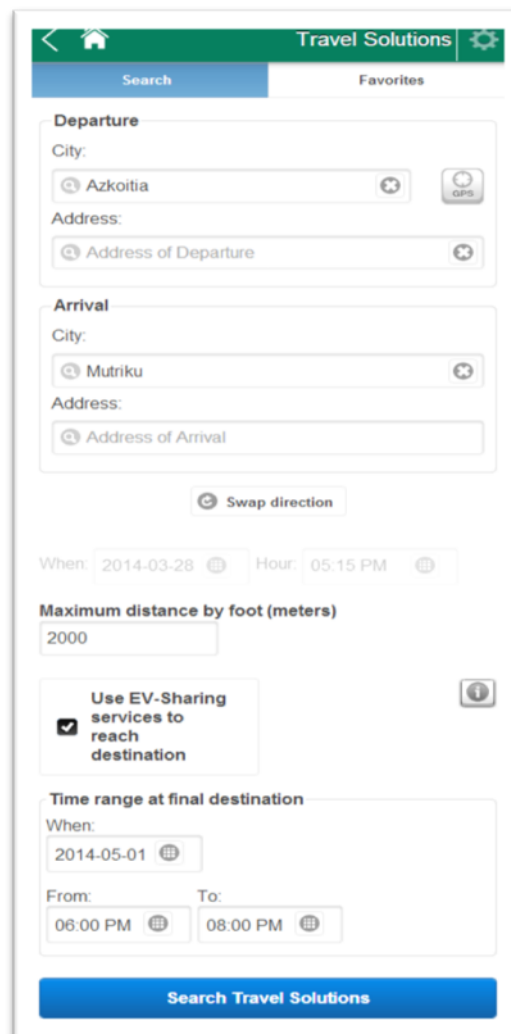 Travel Solutions
Search Favorites
Departure
City:
Azkoitia
GPS
Address:
Address of Departure
Arrival
City:
Mutriku
Address:
Address of Arrival
Swap direction
When: 2014-03-28 Hour: 05:15 PM
Maximum distance by foot (meters)
2000
Use EV-Sharing
services to
reach
destination
Time range at final destination
When:
2014-05-01
From: To:
06:00 PM 08:00 PM
Search Travel Solutions